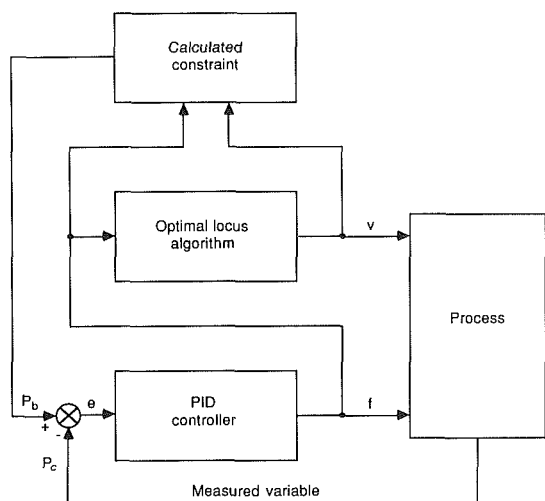 Calculated
constraint
Optimal locus
algorithm
v
Process
P_b
+
-
e
PID
controller
f
P_c
Measured variable